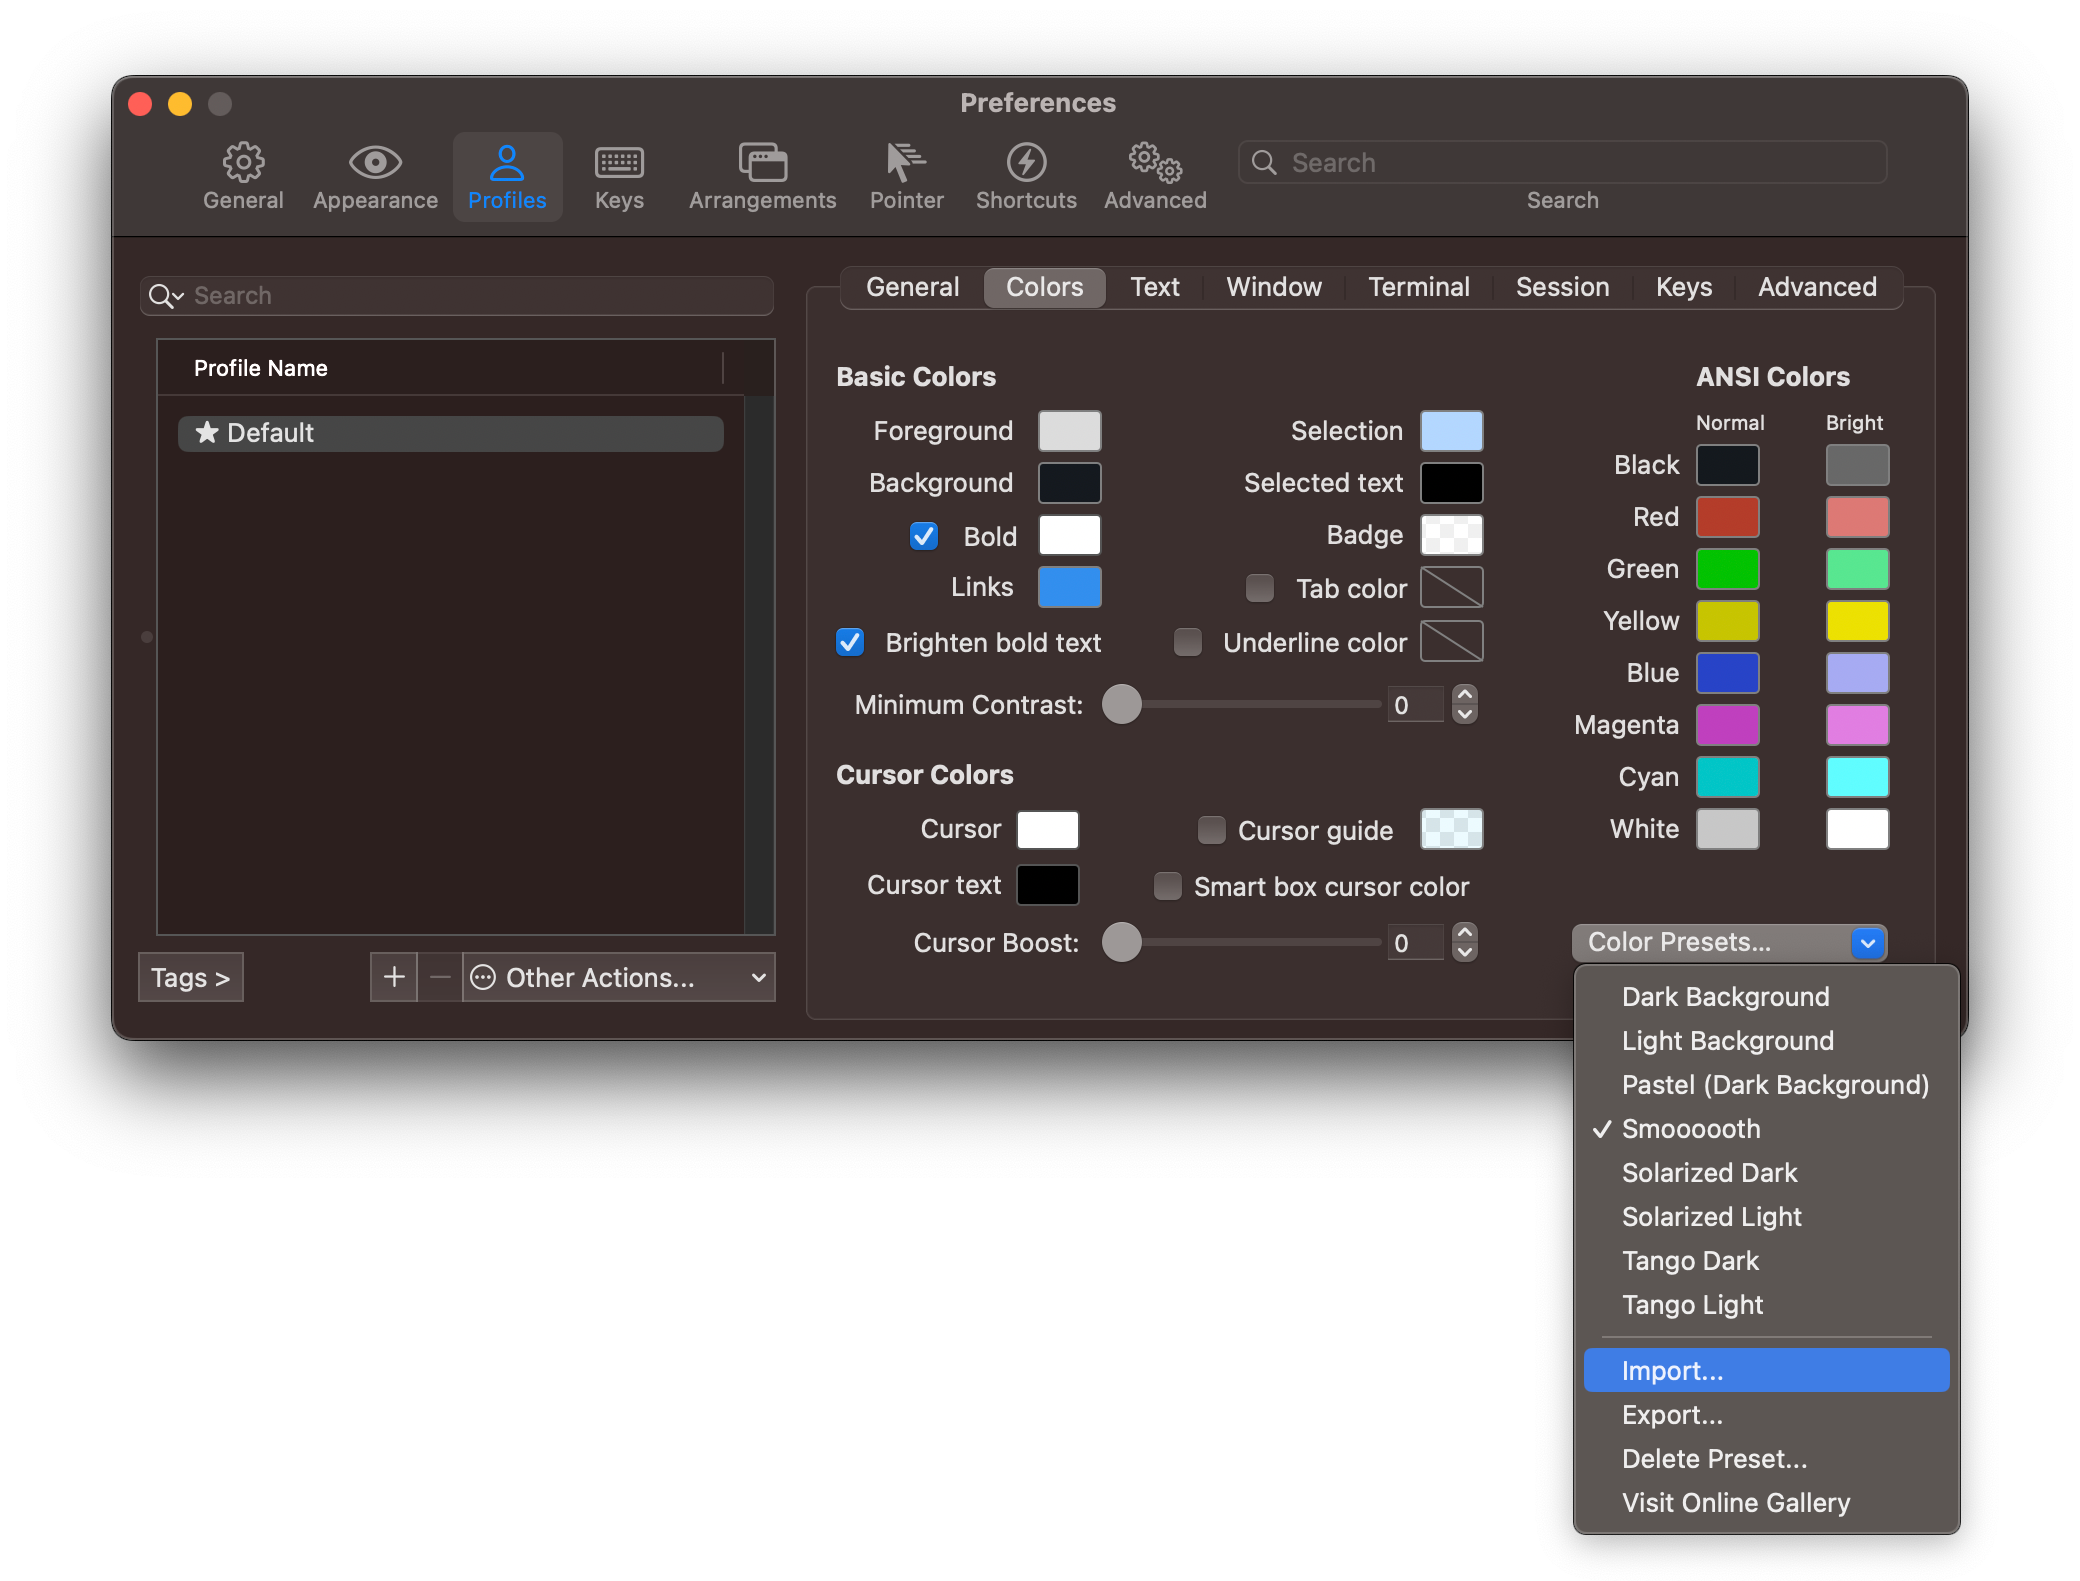 Preferences
General Appearance Profiles Keys Arrangements Pointer Shortcuts Advanced Search
Search
Search
Profile Name
Default
Tags >
Other Actions...
General Colors Text Window Terminal Session Keys Advanced
Basic Colors
Foreground
Background
Bold
Links
Brighten bold text
Selection
Selected text
Badge
Tab color
Underline color
Minimum Contrast: 0
Cursor Colors
Cursor
Cursor text
Cursor guide
Smart box cursor color
Cursor Boost: 0
ANSI Colors
Normal Bright
Black
Red
Green
Yellow
Blue
Magenta
Cyan
White
Color Presets...
Dark Background
Light Background
Pastel (Dark Background)
Smoooooth
Solarized Dark
Solarized Light
Tango Dark
Tango Light
Import...
Export...
Delete Preset...
Visit Online Gallery